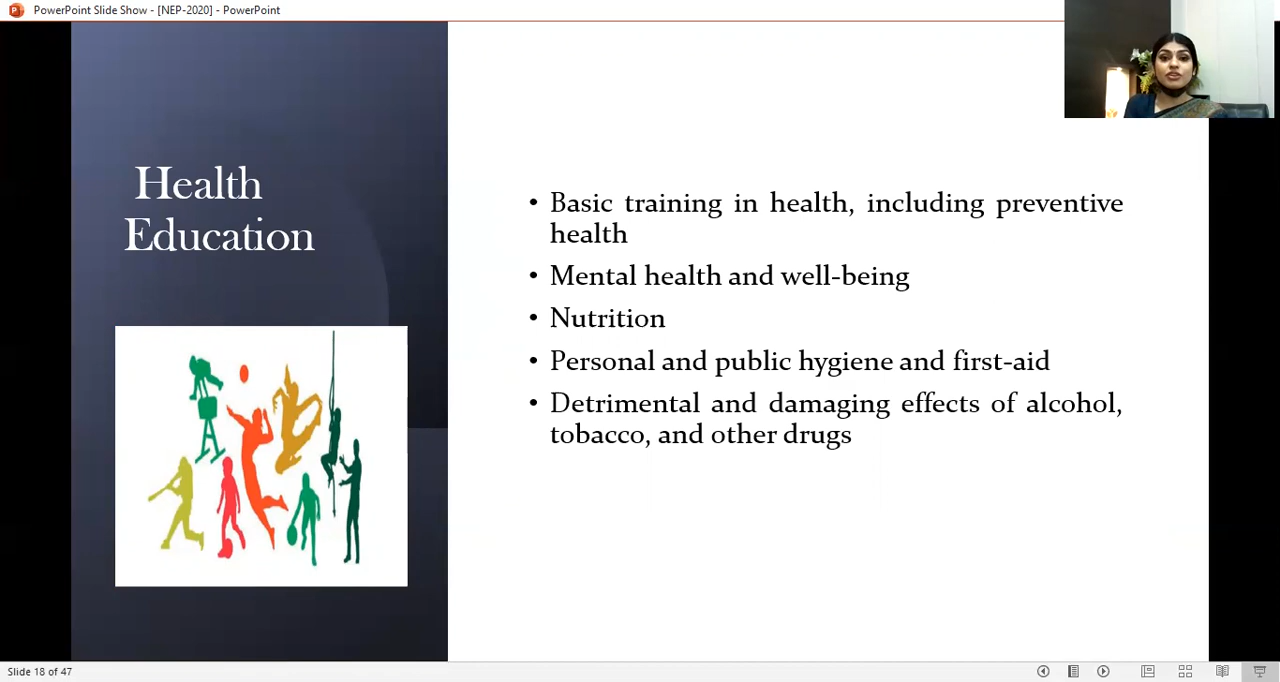 PowerPoint Slide Show - [NEP-2020] - PowerPoint
Health
Education
• Basic training in health, including preventive
health
• Mental health and well-being
• Nutrition
• Personal and public hygiene and first-aid
• Detrimental and damaging effects of alcohol,
tobacco, and other drugs
Slide 18 of 47